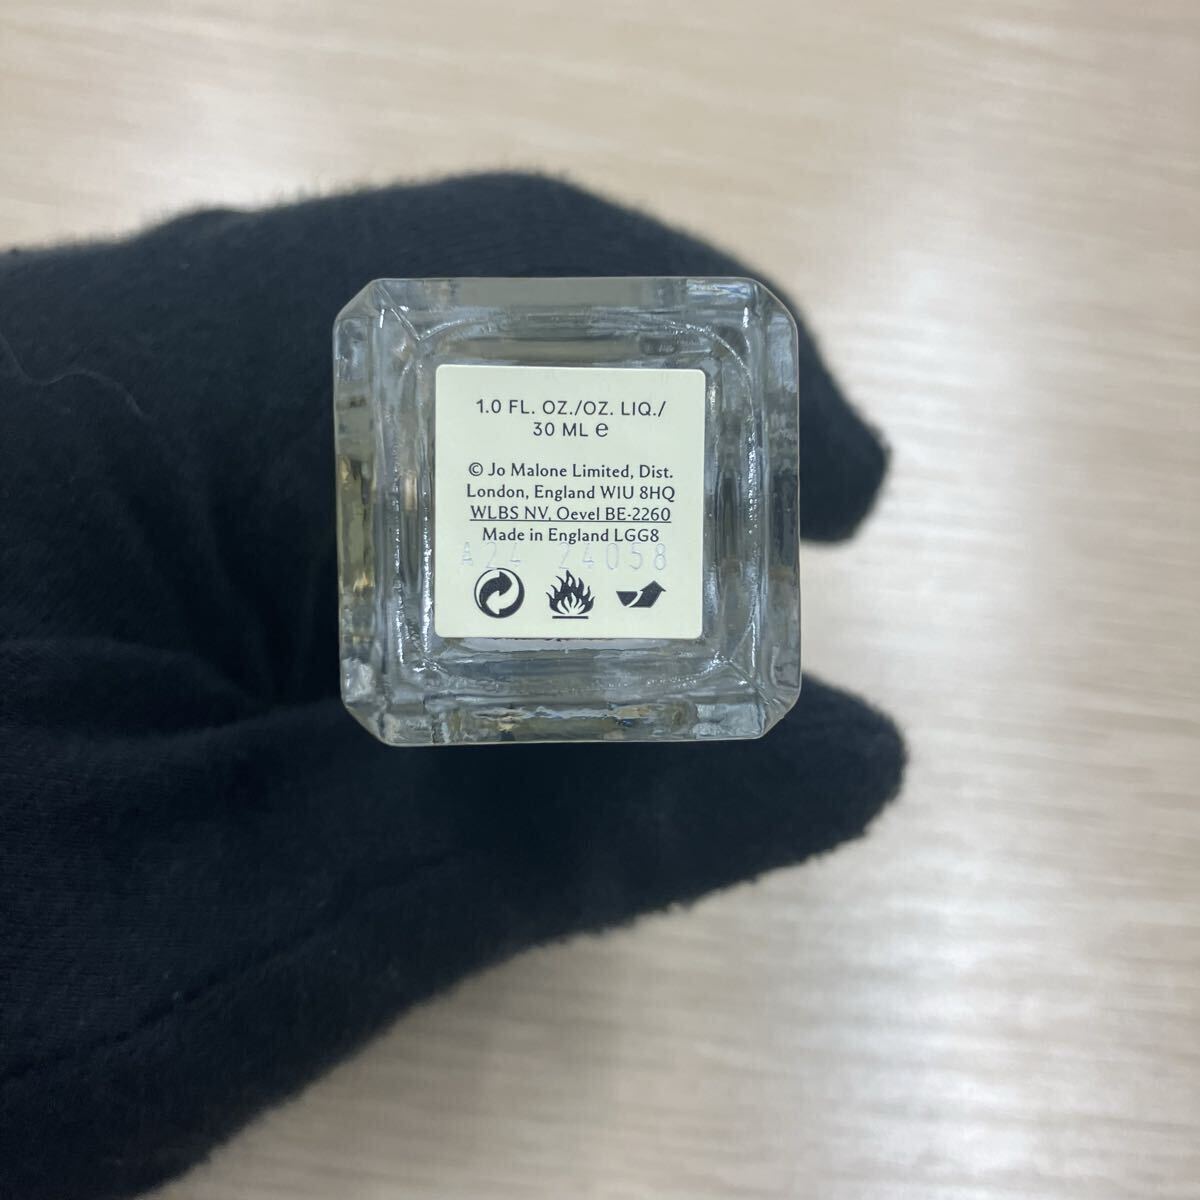 1.0 FL. OZ./OZ. LIQ./
30 ML e
© Jo Malone Limited, Dist.
London, England W1U 8HQ
WLBS NV, Oevel BE-2260
Made in England LGG8
A24 24058